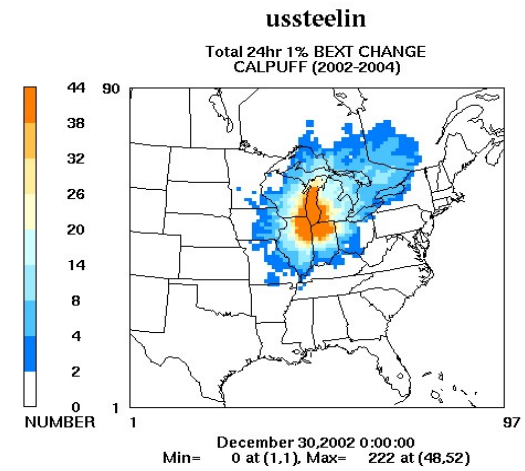 ussteelin
Total 24hr 1% BEXT CHANGE
CALPUFF (2002-2004)
44
38
32
26
20
14
8
4
2
0
NUMBER
90
1
1
97
December 30,2002 0:00:00
Min= 0 at (1,1), Max= 222 at (48,52)